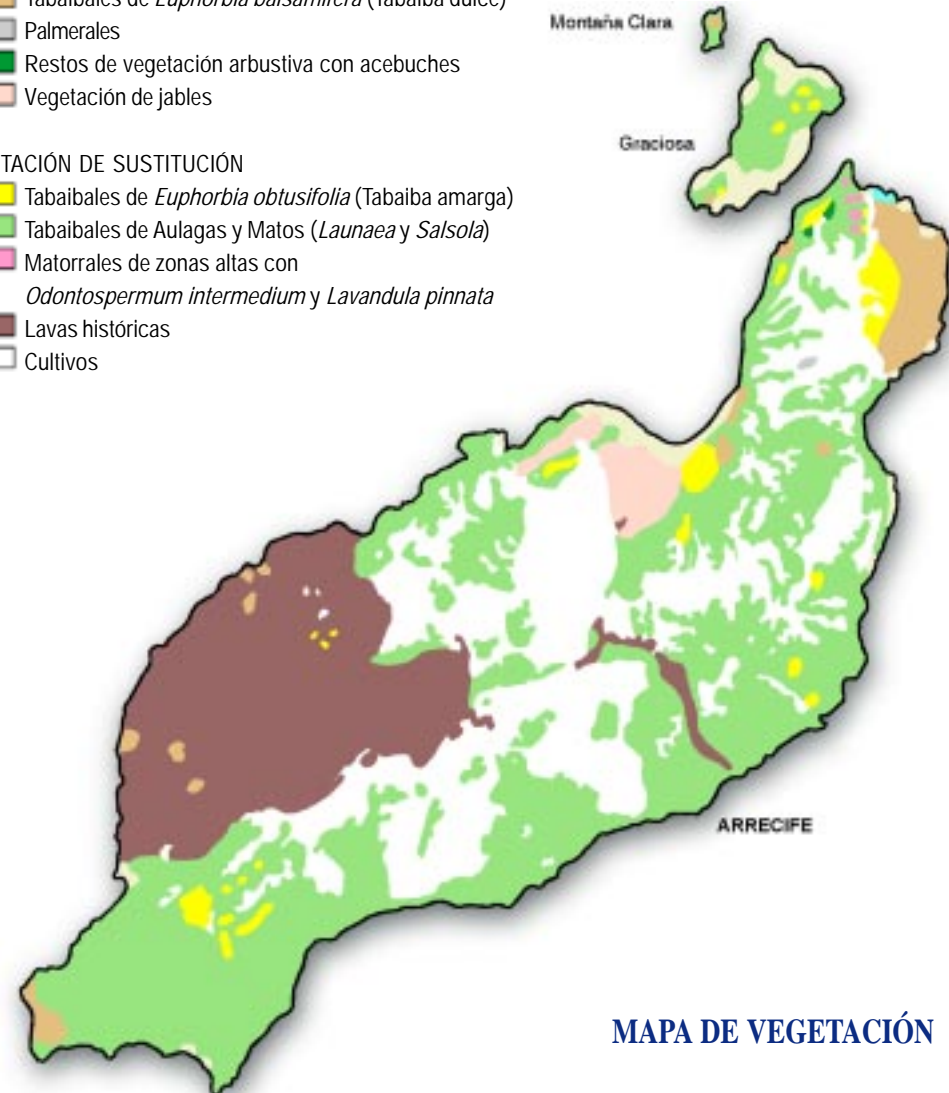 Tabaibales de Euphorbia balsamifera (Tabaiba dulce)
Palmerales
Restos de vegetación arbustiva con acebuches
Vegetación de jables
TACIÓN DE SUSTITUCIÓN
Tabaibales de Euphorbia obtusifolia (Tabaiba amarga)
Tabaibales de Aulagas y Matos (Launaea y Salsola)
Matorrales de zonas altas con
Odontospermum intermedium y Lavandula pinnata
Lavas históricas
Cultivos
Montaña Clara
Graciosa
ARRECIFE
MAPA DE VEGETACIÓN